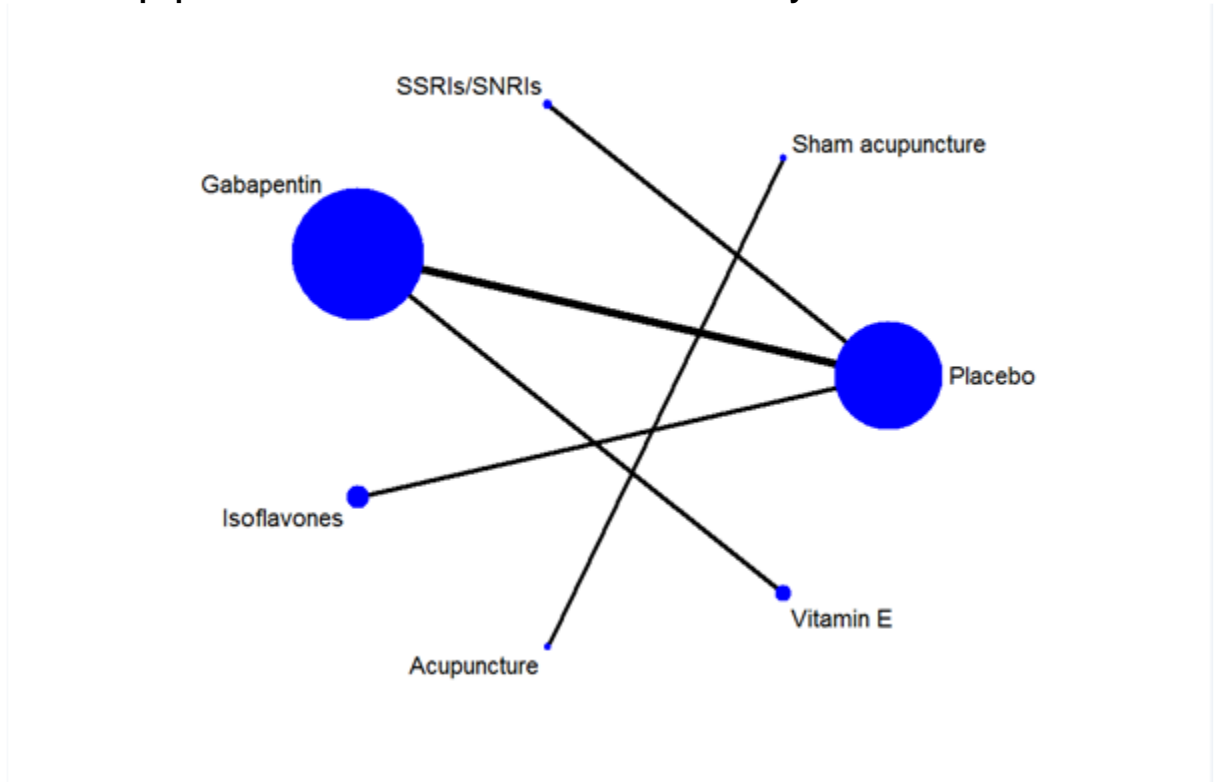 SSRIs/SNRIs
Sham acupuncture
Gabapentin
Placebo
Isoflavones
Vitamin E
Acupuncture